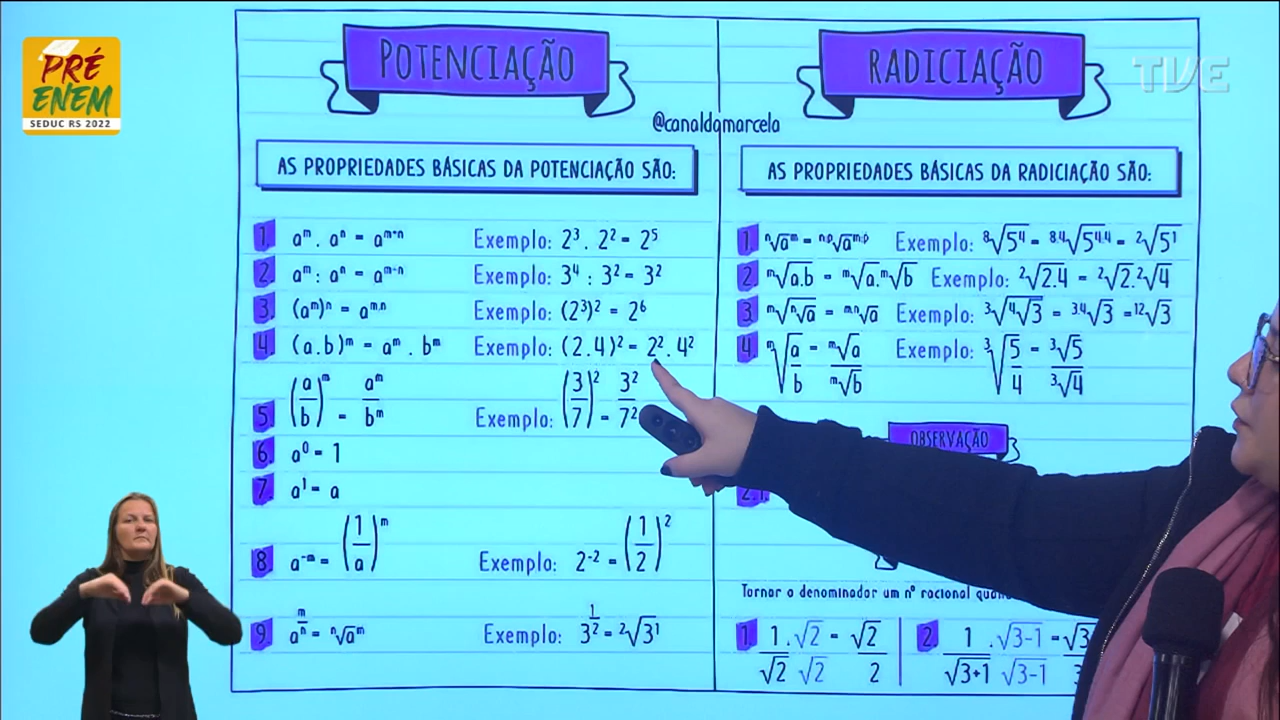 PRÉ
ENEM
SEDUC RS 2022
TVE
POTENCIAÇÃO
@canaldamarcela
AS PROPRIEDADES BÁSICAS DA POTENCIAÇÃO SÃO:
1. aᵐ . aⁿ = aᵐ⁺ⁿ Exemplo: 2³ . 2² = 2⁵
2. aᵐ : aⁿ = aᵐ⁻ⁿ Exemplo: 3⁴ : 3² = 3²
3. (aᵐ)ⁿ = aᵐ·ⁿ Exemplo: (2³)² = 2⁶
4. (a.b)ᵐ = aᵐ . bᵐ Exemplo: (2.4)² = 2².4²
5. (a/b)ᵐ = aᵐ/bᵐ Exemplo: (3/7)² = 3²/7²
6. a⁰ = 1
7. a¹ = a
8. a⁻ᵐ = (1/a)ᵐ Exemplo: 2⁻² = (1/2)²
9. a^(m/n) = ⁿ√aᵐ Exemplo: 3^(1/2) = ²√3¹
RADICIAÇÃO
AS PROPRIEDADES BÁSICAS DA RADICIAÇÃO SÃO:
1. ⁿ√aᵐ = ⁿ˙ᵖ√aᵐ˙ᵖ Exemplo: ⁸√5⁴ = ⁸˙⁴√5⁴˙⁴ = ²√5¹
2. ᵐ√a.b = ᵐ√a.ᵐ√b Exemplo: ²√2.4 = ²√2.²√4
3. ᵐ√ⁿ√a = ᵐ·ⁿ√a Exemplo: ³√⁴√3 = ³·⁴√3 = ¹²√3
4. ᵐ√a/b = ᵐ√a/ᵐ√b Exemplo: ³√5/4 = ³√5/³√4
OBSERVAÇÃO
Tornar o denominador um nº racional
1. 1/√2 . √2/√2 = √2/2
2. 1/√3+1 . √3-1/√3-1 = √3